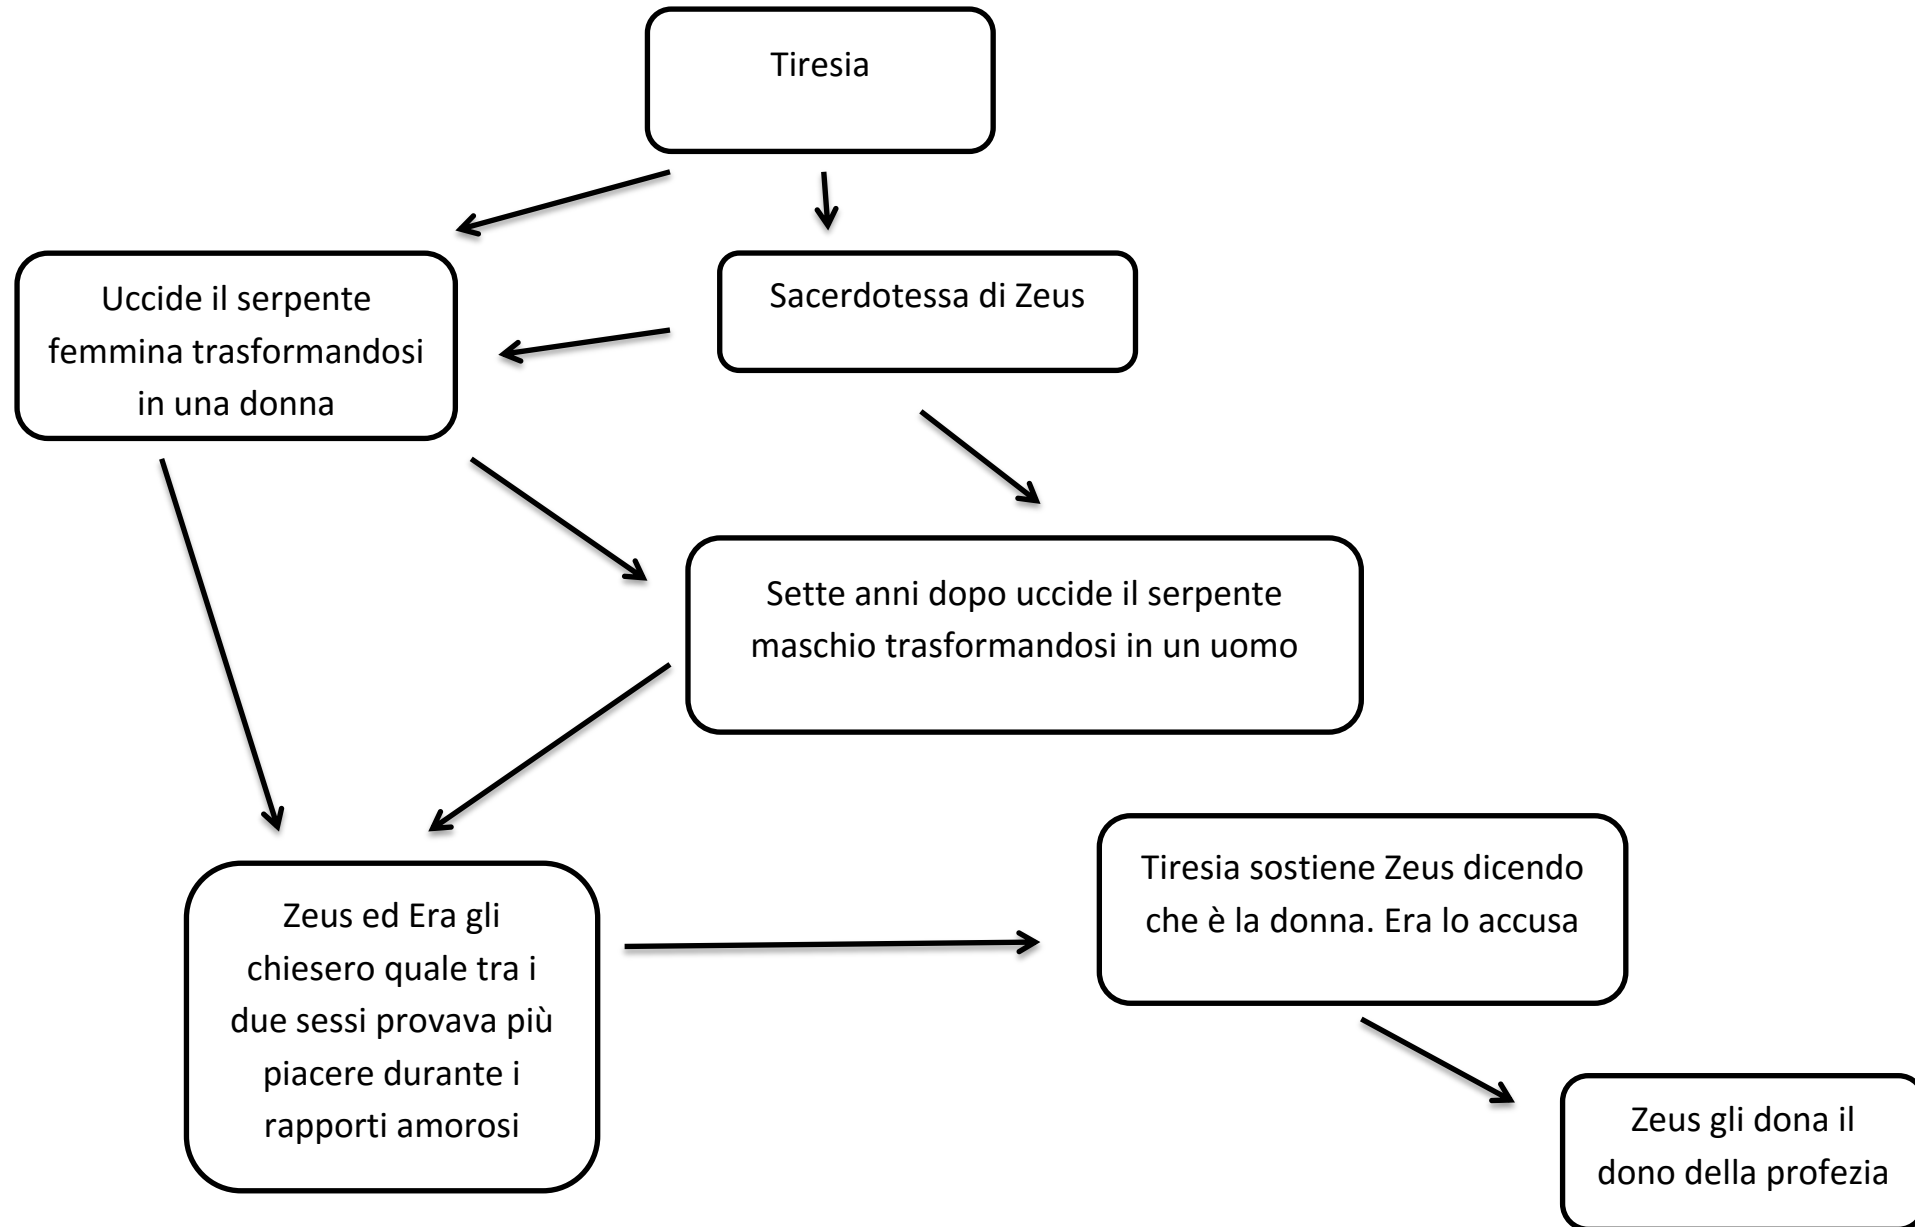 Tiresia
Uccide il serpente
femmina trasformandosi
in una donna
Sacerdotessa di Zeus
Sette anni dopo uccide il serpente
maschio trasformandosi in un uomo
Zeus ed Era gli
chiesero quale tra i
due sessi provava più
piacere durante i
rapporti amorosi
Tiresia sostiene Zeus dicendo
che è la donna. Era lo accusa
Zeus gli dona il
dono della profezia